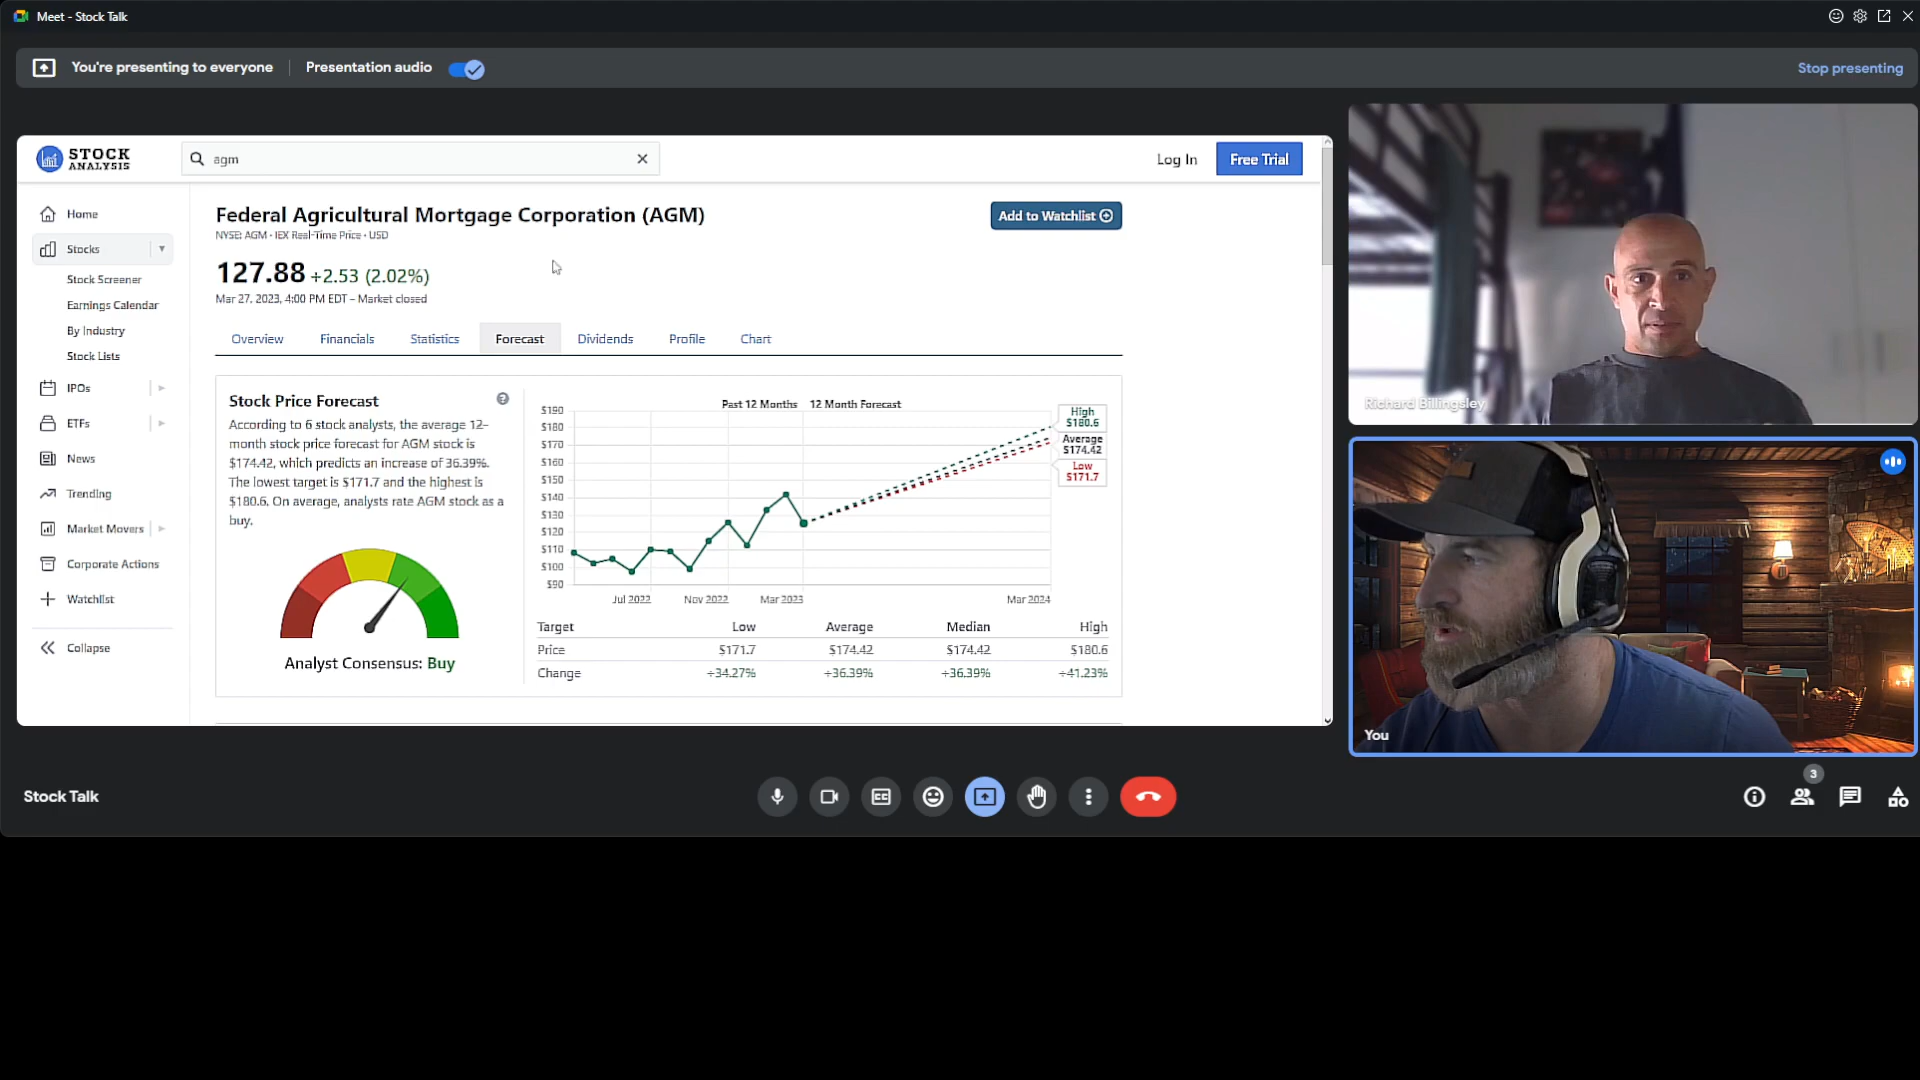 Meet - Stock Talk
You're presenting to everyone
Presentation audio
Stop presenting
STOCK
ANALYSIS
agm
Log In
Free Trial
Home
Stocks
Stock Screener
Earnings Calendar
By Industry
Stock Lists
IPOs
ETFs
News
Trending
Market Movers
Corporate Actions
Watchlist
Collapse
Federal Agricultural Mortgage Corporation (AGM)
NYSE: AGM · IEX Real-Time Price · USD
Add to Watchlist
127.88 +2.53 (2.02%)
Mar 27, 2023, 4:00 PM EDT – Market closed
Overview
Financials
Statistics
Forecast
Dividends
Profile
Chart
Stock Price Forecast
According to 6 stock analysts, the average 12-
month stock price forecast for AGM stock is
$174.42, which predicts an increase of 36.39%.
The lowest target is $171.7 and the highest is
$180.6. On average, analysts rate AGM stock as a
buy.
Analyst Consensus: Buy
Past 12 Months
12 Month Forecast
$190
$180
$170
$160
$150
$140
$130
$120
$110
$100
$90
High
$180.6
Average
$174.42
Low
$171.7
Jul 2022
Nov 2022
Mar 2023
Mar 2024
Target Low Average Median High
Price $171.7 $174.42 $174.42 $180.6
Change +34.27% +36.39% +36.39% +41.23%
Richard Billingsley
You
Stock Talk
3